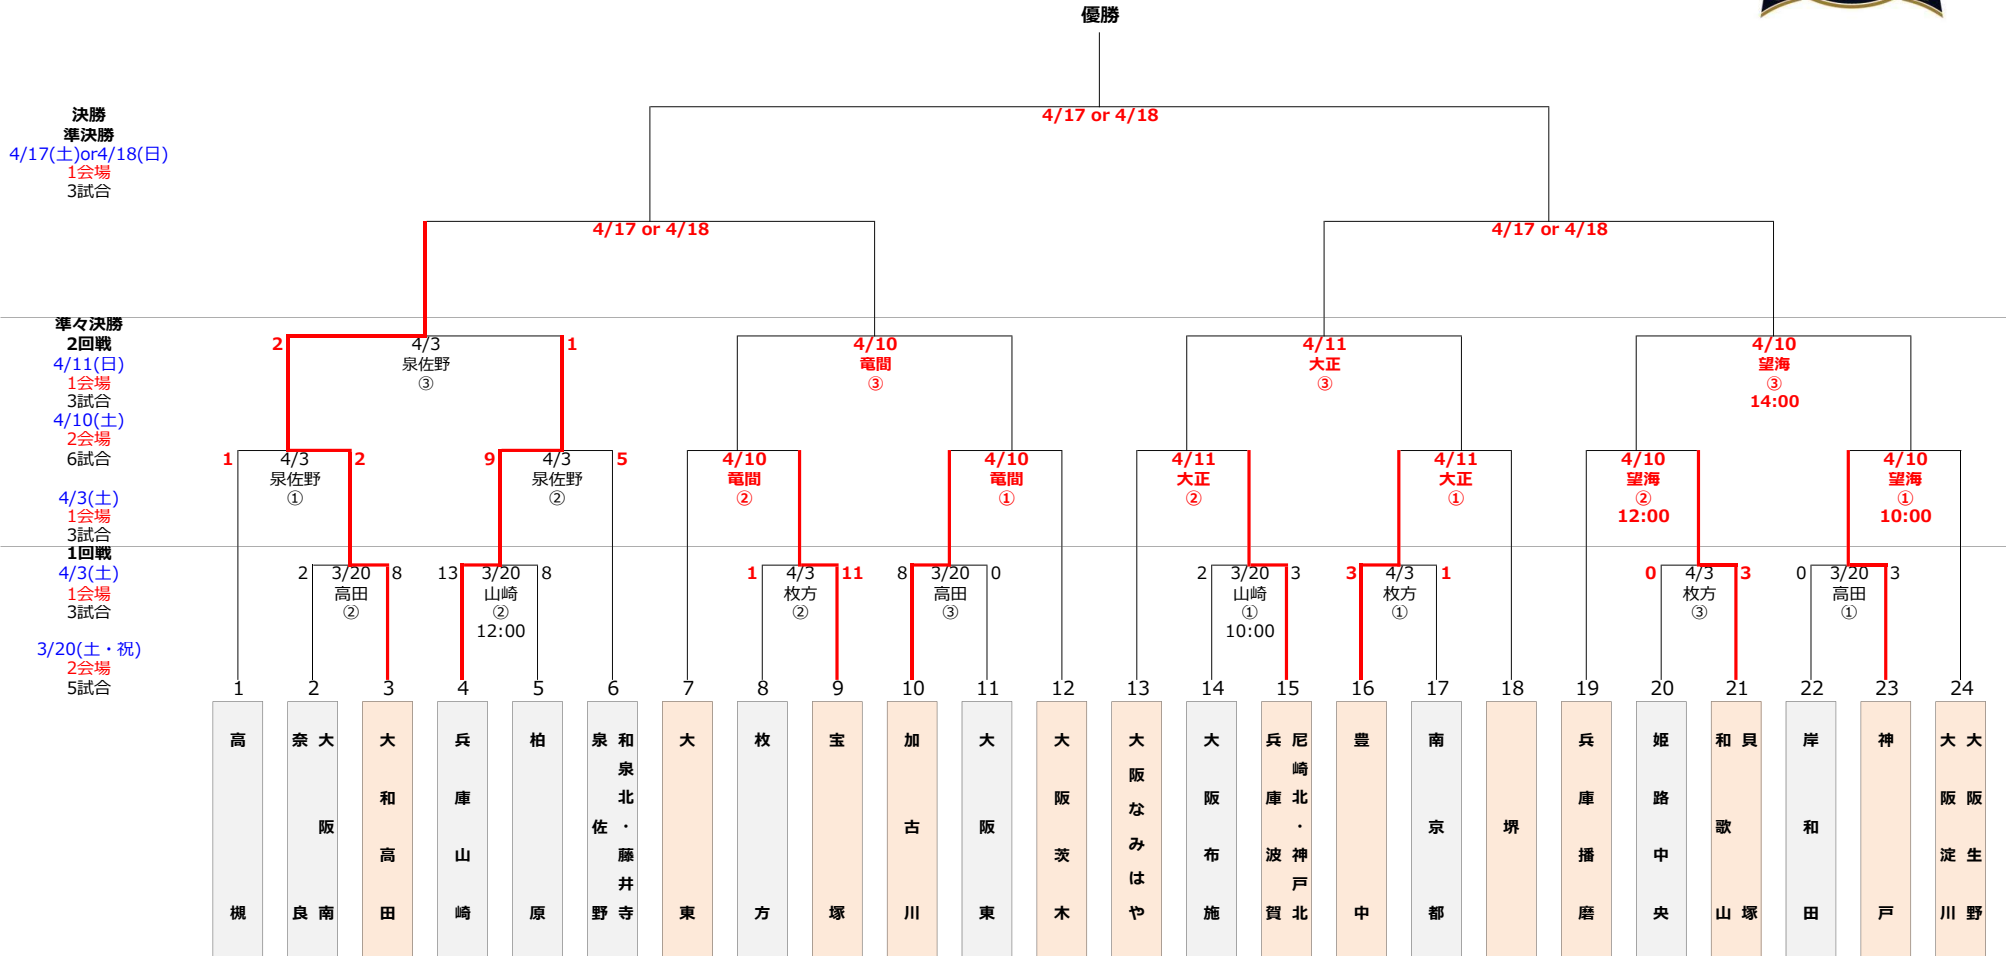 優勝
決勝
準決勝
4/17(土)or4/18(日)
1会場
3試合
4/17 or 4/18
4/17 or 4/18
4/17 or 4/18
準々決勝
2回戦
4/11(日)
1会場
3試合
4/10(土)
2会場
6試合
4/3(土)
1会場
3試合
2 4/3 1
泉佐野
③
4/10
竜間
③
4/11
大正
③
4/10
望海
③
14:00
1 4/3 2
泉佐野
①
9 4/3 5
泉佐野
②
4/10
竜間
②
4/10
竜間
①
4/11
大正
②
4/11
大正
①
4/10
望海
②
12:00
4/10
望海
①
10:00
1回戦
4/3(土)
1会場
3試合
3/20(土・祝)
2会場
5試合
2 3/20 8
高田
②
13 3/20 8
山崎
②
12:00
1 4/3 11
枚方
②
8 3/20 0
高田
③
2 3/20 3
山崎
①
10:00
3 4/3 1
枚方
①
0 4/3 3
枚方
③
0 3/20 3
高田
①
1 2 3 4 5 6 7 8 9 10 11 12 13 14 15 16 17 18 19 20 21 22 23 24
高槻
奈良
大阪南
大和高田
兵庫山崎
柏原
泉佐野
和泉北・藤井寺
大東
枚方
宝塚
加古川
大阪東
大阪茨木
大阪なみはや
大阪布施
兵庫波賀
尼崎北・神戸北
豊中
南京都
堺
兵庫播磨
姫路中央
和歌山
貝塚
岸和田
神戸
大阪淀川
大阪生野